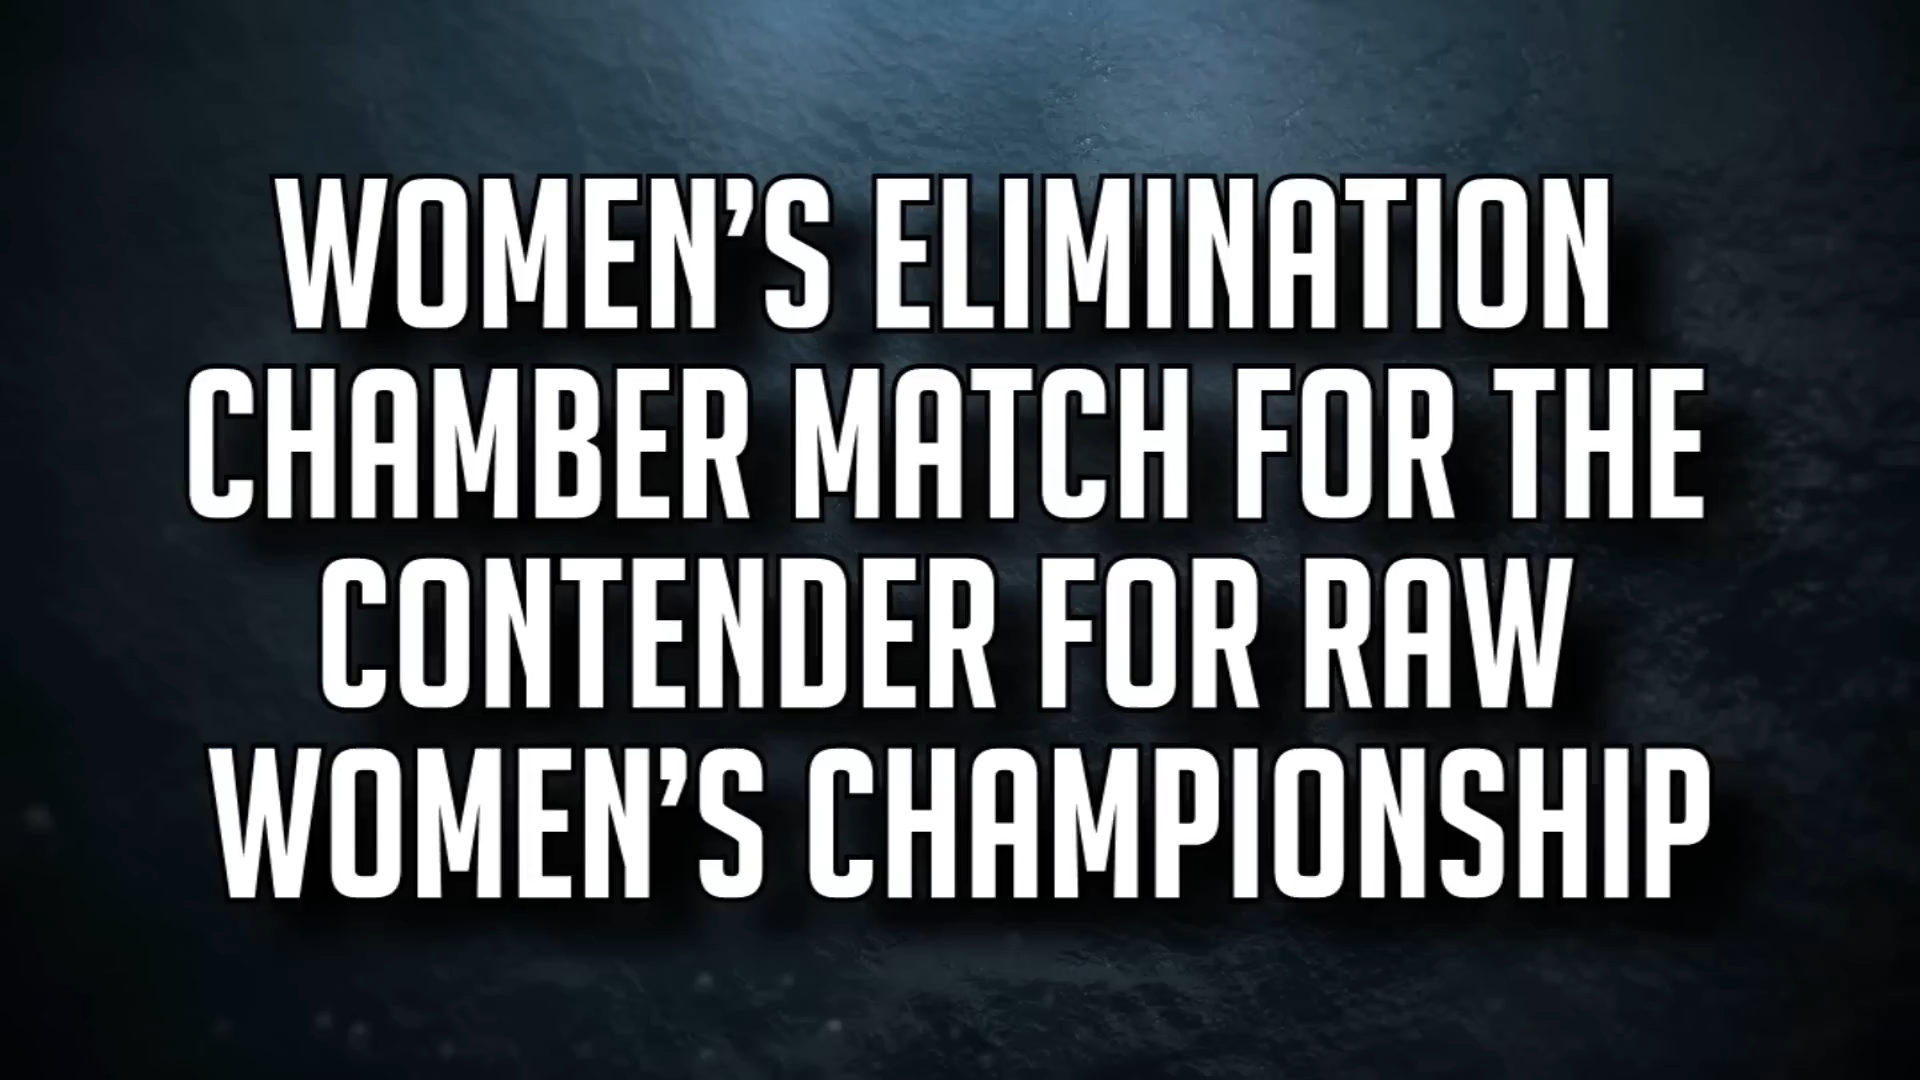 WOMEN’S ELIMINATION
CHAMBER MATCH FOR THE
CONTENDER FOR RAW
WOMEN’S CHAMPIONSHIP